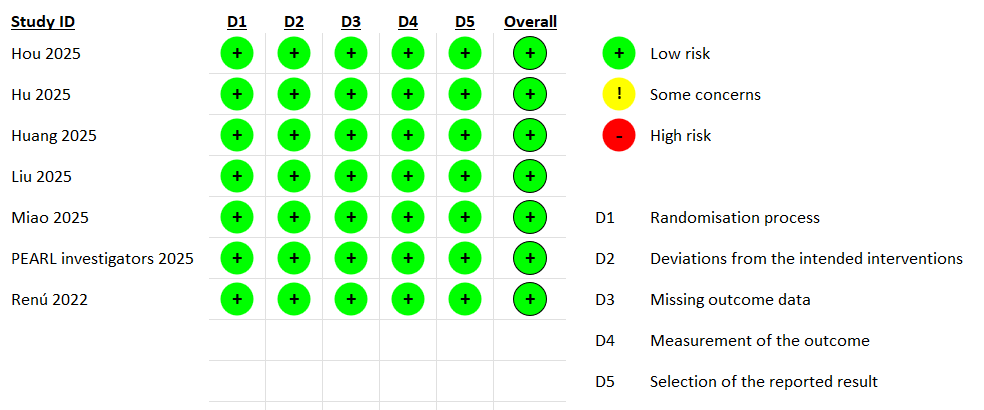 Study ID D1 D2 D3 D4 D5 Overall
Hou 2025 + + + + + +
Hu 2025 + + + + + +
Huang 2025 + + + + + +
Liu 2025 + + + + + +
Miao 2025 + + + + + +
PEARL investigators 2025 + + + + + +
Renú 2022 + + + + + +
+ Low risk
! Some concerns
- High risk
D1 Randomisation process
D2 Deviations from the intended interventions
D3 Missing outcome data
D4 Measurement of the outcome
D5 Selection of the reported result